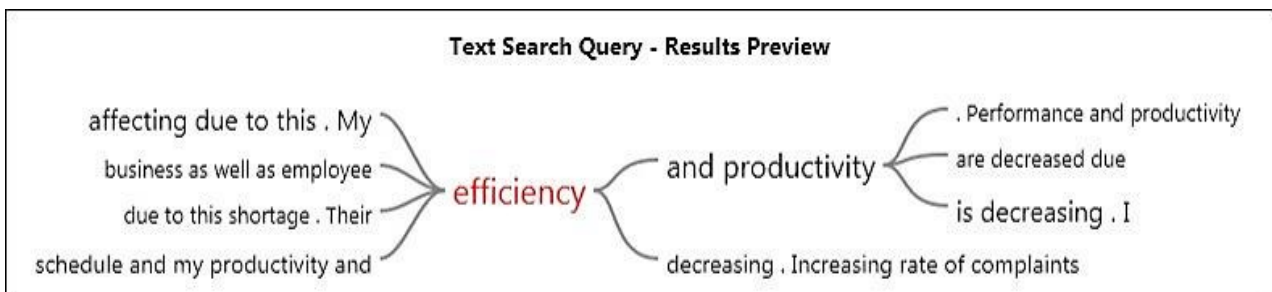 Text Search Query - Results Preview
affecting due to this . My
business as well as employee
due to this shortage . Their
schedule and my productivity and
efficiency
and productivity
decreasing . Increasing rate of complaints
. Performance and productivity
are decreased due
is decreasing . I